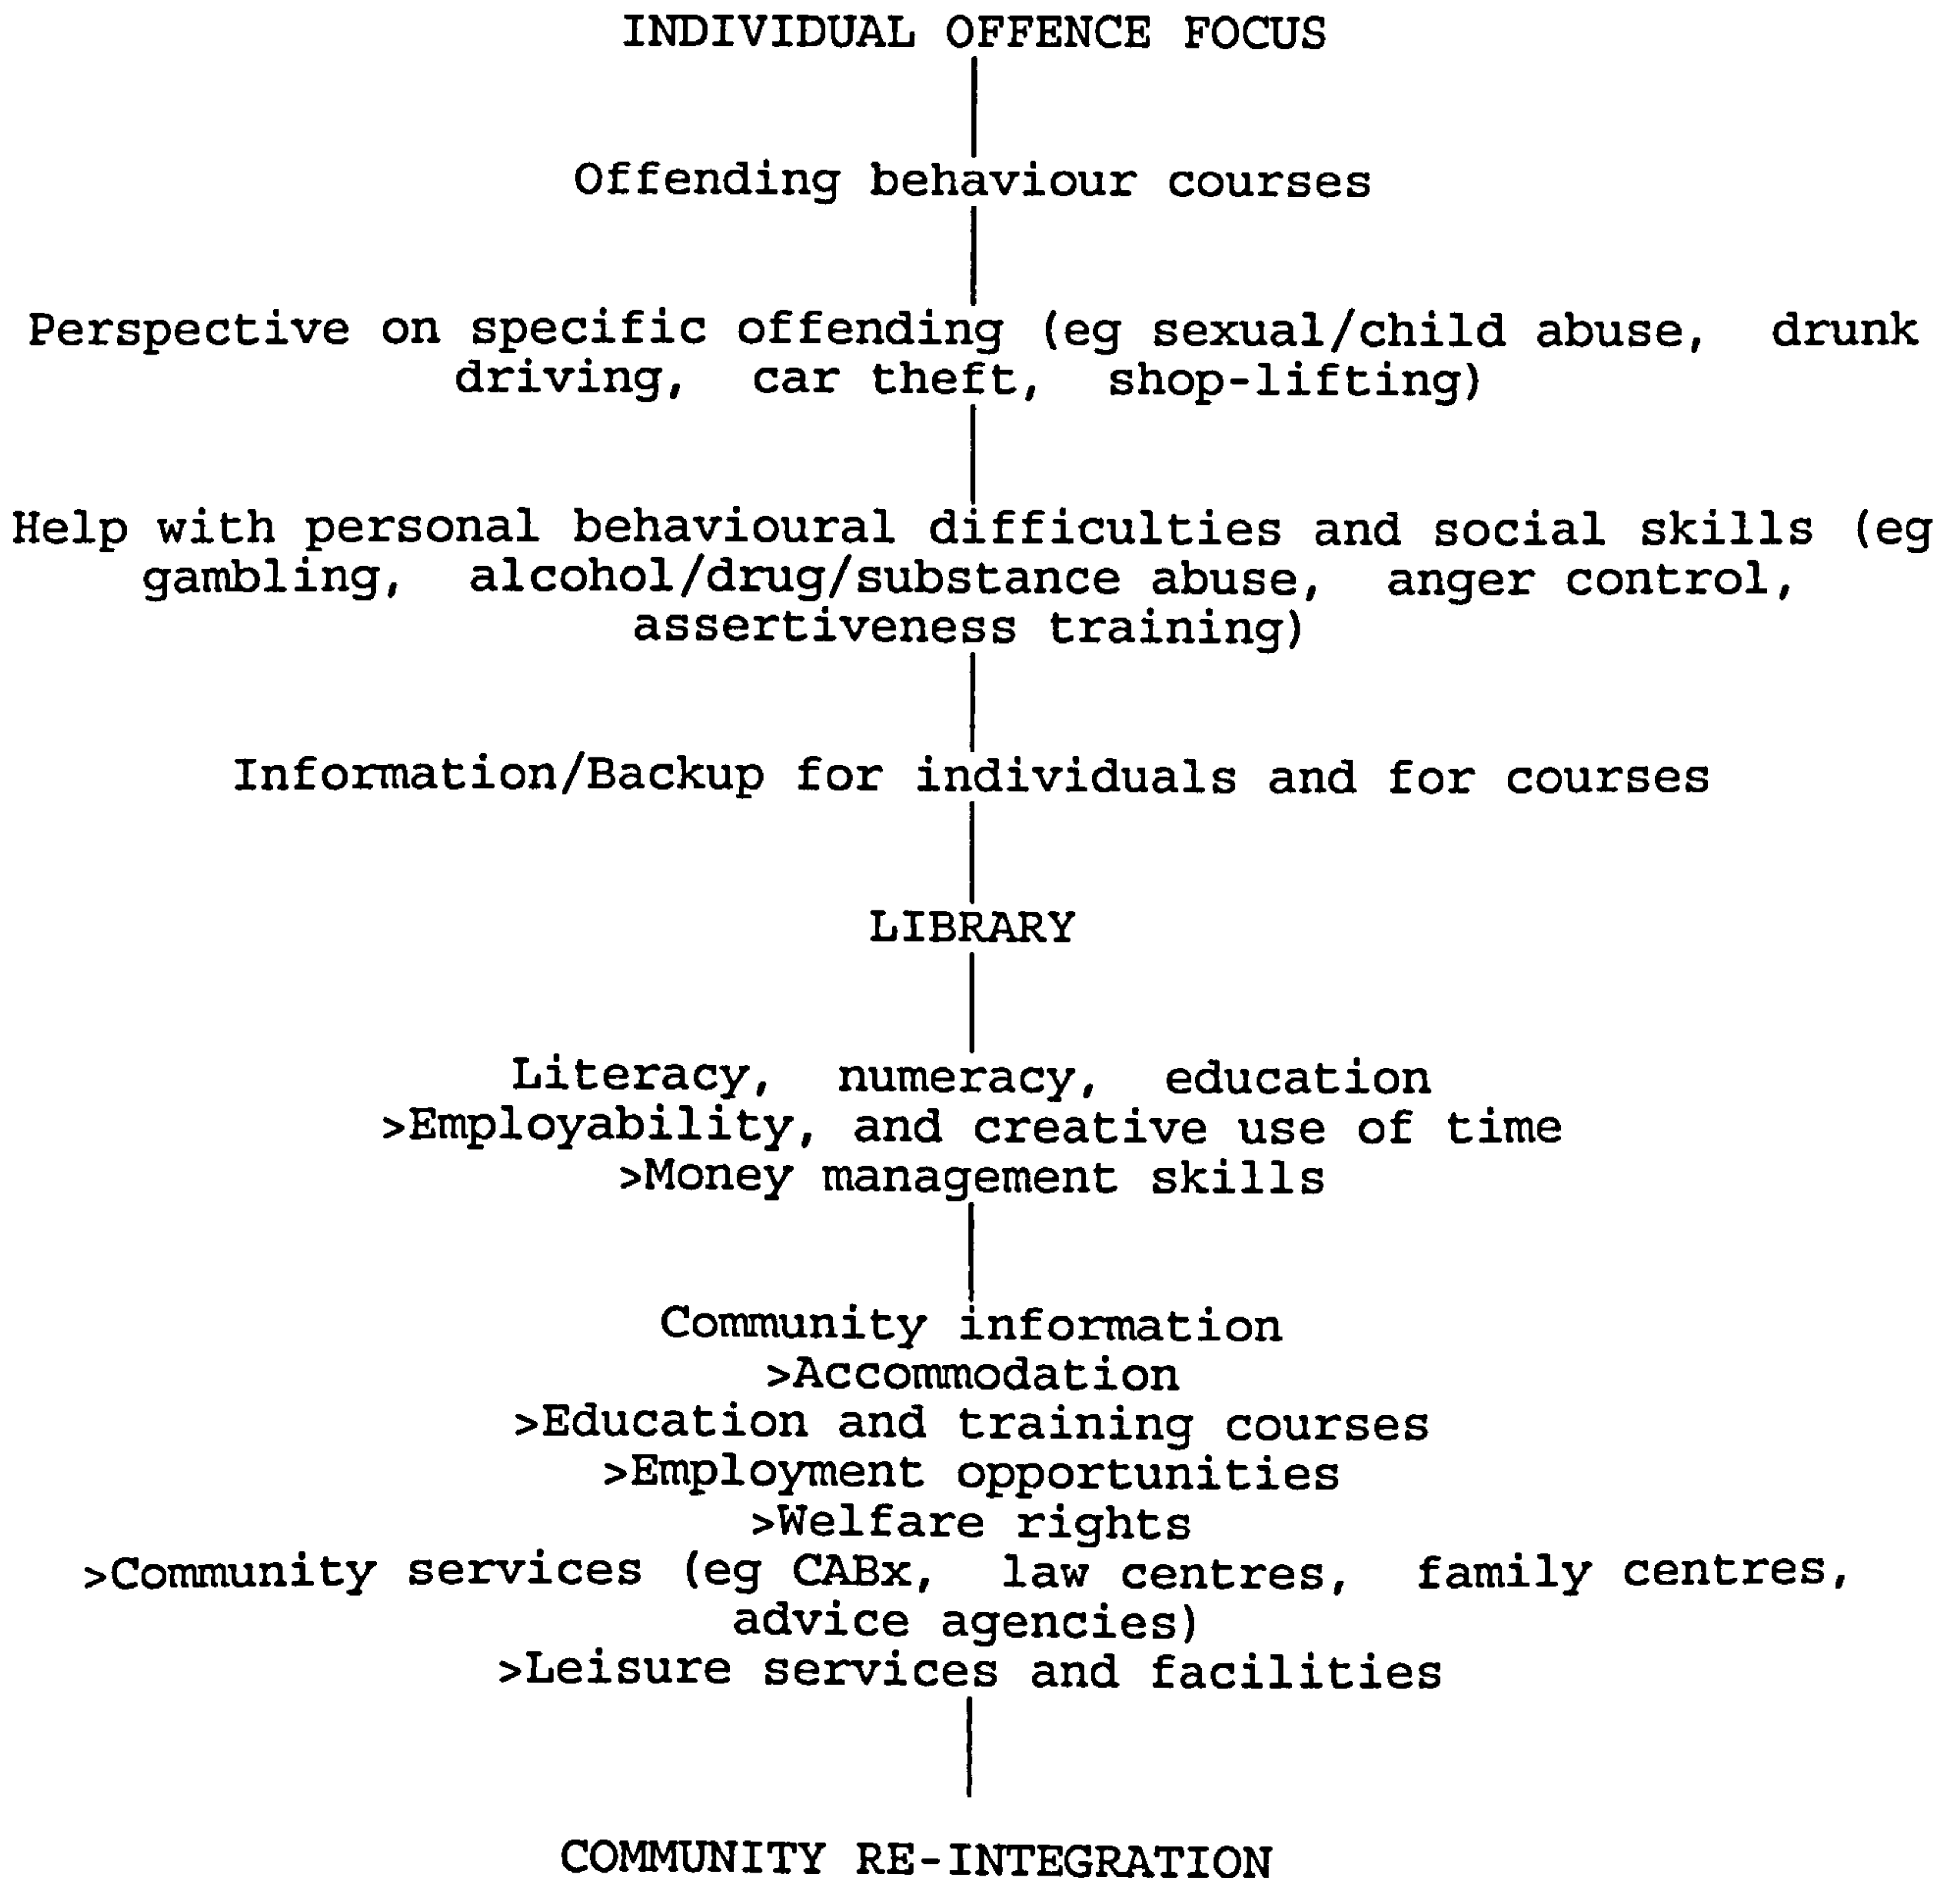 INDIVIDUAL OFFENCE FOCUS
Offending behaviour courses
Perspective on specific offending (eg sexual/child abuse, drunk
driving, car theft, shop-lifting)
Help with personal behavioural difficulties and social skills (eg
gambling, alcohol/drug/substance abuse, anger control,
assertiveness training)
Information/Backup for individuals and for courses
LIBRARY
Literacy, numeracy, education
>Employability, and creative use of time
>Money management skills
Community information
>Accommodation
>Education and training courses
>Employment opportunities
>Welfare rights
>Community services (eg CABx, law centres, family centres,
advice agencies)
>Leisure services and facilities
COMMUNITY RE-INTEGRATION